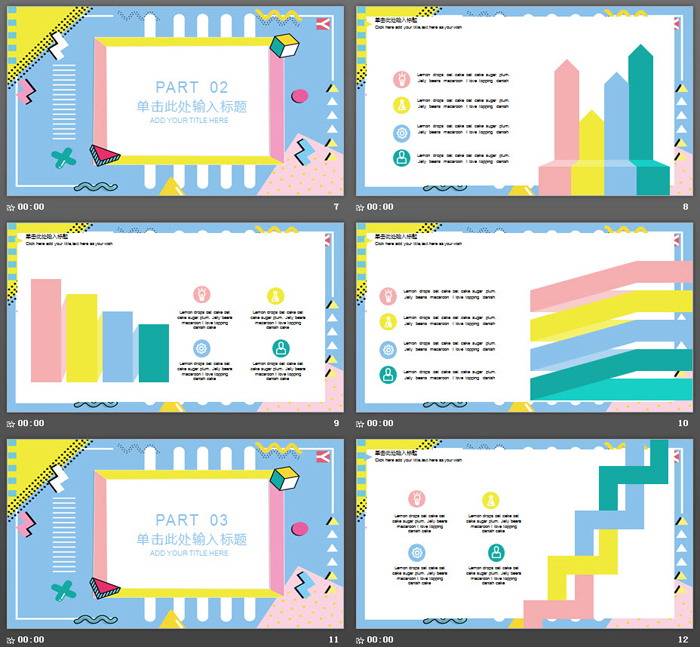 PART 02
单击此处输入标题
ADD YOUR TITLE HERE
00:00
7
单击此处输入标题
Click here add your title,text here as your wish
Lemon drops oat cake oat cake sugar plum.
Jelly beans macaroon I love topping danish
Lemon drops oat cake oat cake sugar plum.
Jelly beans macaroon I love topping danish
Lemon drops oat cake oat cake sugar plum.
Jelly beans macaroon I love topping danish
Lemon drops oat cake oat cake sugar plum.
Jelly beans macaroon I love topping danish
00:00
8
单击此处输入标题
Click here add your title,text here as your wish
Lemon drops oat cake oat
cake sugar plum. Jelly beans
macaroon I love topping
danish cake
Lemon drops oat cake oat
cake sugar plum. Jelly beans
macaroon I love topping
danish cake
Lemon drops oat cake oat
cake sugar plum. Jelly beans
macaroon I love topping
danish cake
Lemon drops oat cake oat
cake sugar plum. Jelly beans
macaroon I love topping
danish cake
00:00
9
单击此处输入标题
Click here add your title,text here as your wish
Lemon drops oat cake oat cake sugar plum.
Jelly beans macaroon I love topping danish
Lemon drops oat cake oat cake sugar plum.
Jelly beans macaroon I love topping danish
Lemon drops oat cake oat cake sugar plum.
Jelly beans macaroon I love topping danish
Lemon drops oat cake oat cake sugar plum.
Jelly beans macaroon I love topping danish
00:00
10
PART 03
单击此处输入标题
ADD YOUR TITLE HERE
00:00
11
单击此处输入标题
Click here add your title,text here as your wish
Lemon drops oat cake oat
cake sugar plum. Jelly beans
macaroon I love topping
danish cake
Lemon drops oat cake oat
cake sugar plum. Jelly beans
macaroon I love topping
danish cake
Lemon drops oat cake oat
cake sugar plum. Jelly beans
macaroon I love topping
danish cake
Lemon drops oat cake oat
cake sugar plum. Jelly beans
macaroon I love topping
danish cake
00:00
12